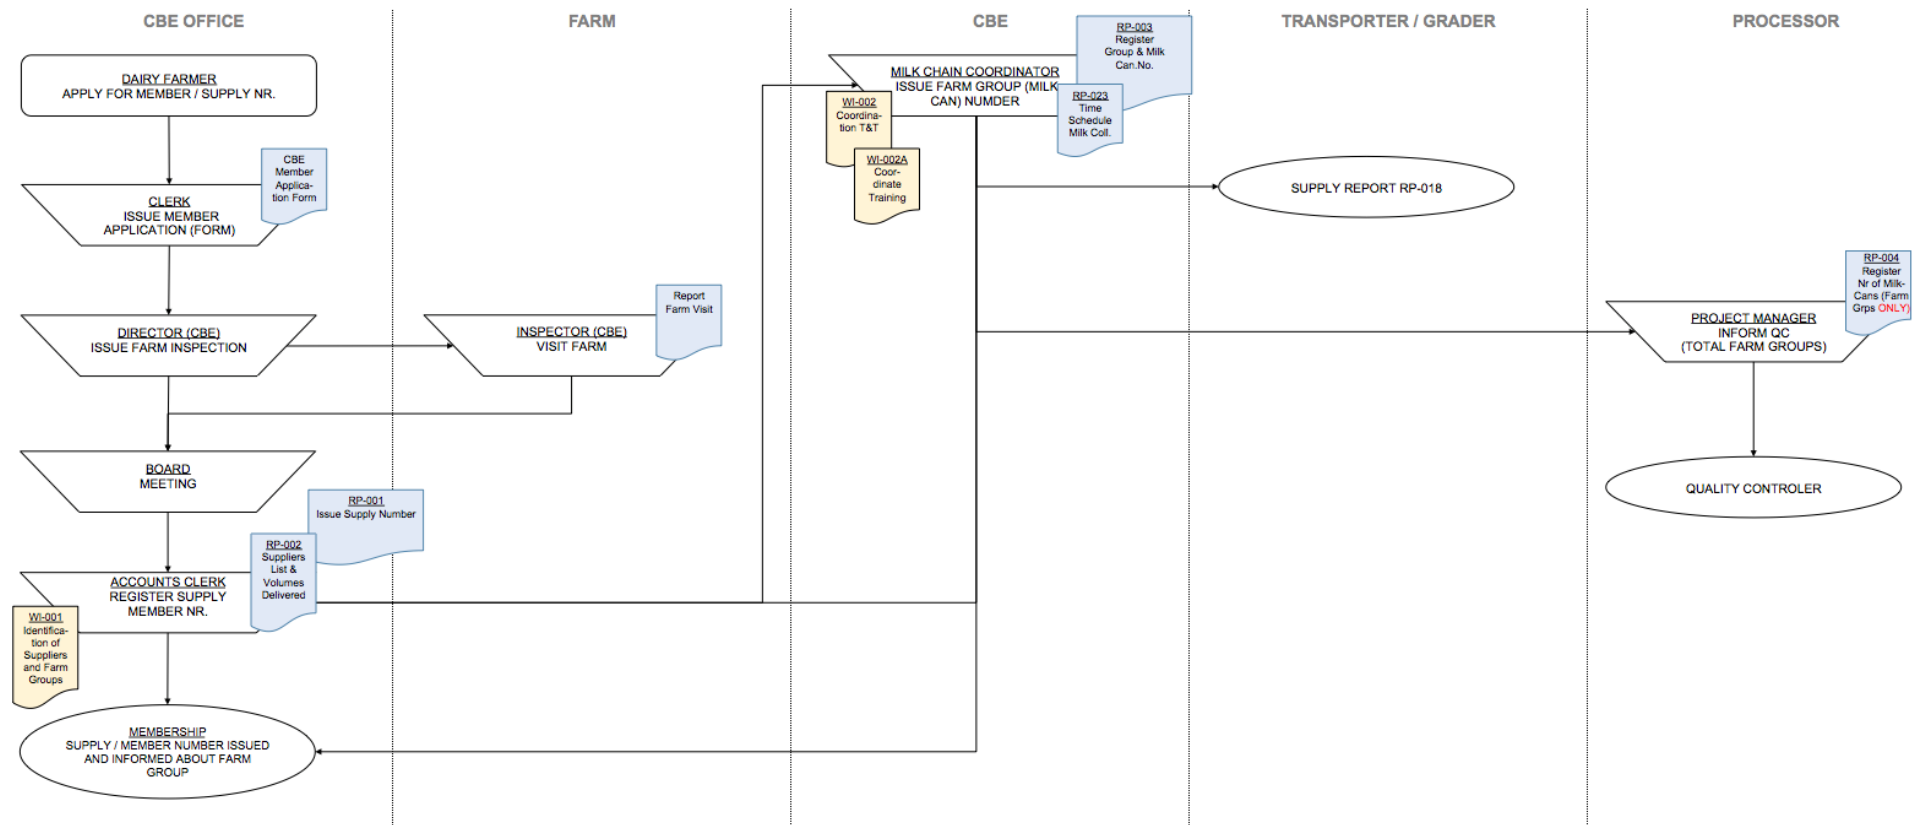 CBE OFFICE
FARM
CBE
TRANSPORTER / GRADER
PROCESSOR
DAIRY FARMER
APPLY FOR MEMBER / SUPPLY NR.
CBE
Member
Applica-
tion Form
CLERK
ISSUE MEMBER
APPLICATION (FORM)
DIRECTOR (CBE)
ISSUE FARM INSPECTION
Report
Farm Visit
INSPECTOR (CBE)
VISIT FARM
BOARD
MEETING
RP-001
Issue Supply Number
RP-002
Suppliers
List &
Volumes
Delivered
ACCOUNTS CLERK
REGISTER SUPPLY
MEMBER NR.
WI-001
Identifica-
tion of
Suppliers
and Farm
Groups
MEMBERSHIP
SUPPLY / MEMBER NUMBER ISSUED
AND INFORMED ABOUT FARM
GROUP
RP-003
Register
Group & Milk
Can.No.
MILK CHAIN COORDINATOR
ISSUE FARM GROUP (MILK
CAN) NUMDER
RP-023
Time
Schedule
Milk Coll.
WI-002
Coordina-
tion T&T
WI-002A
Coor-
dinate
Training
SUPPLY REPORT RP-018
RP-004
Register
Nr of Milk-
Cans (Farm
Grps ONLY)
PROJECT MANAGER
INFORM QC
(TOTAL FARM GROUPS)
QUALITY CONTROLER